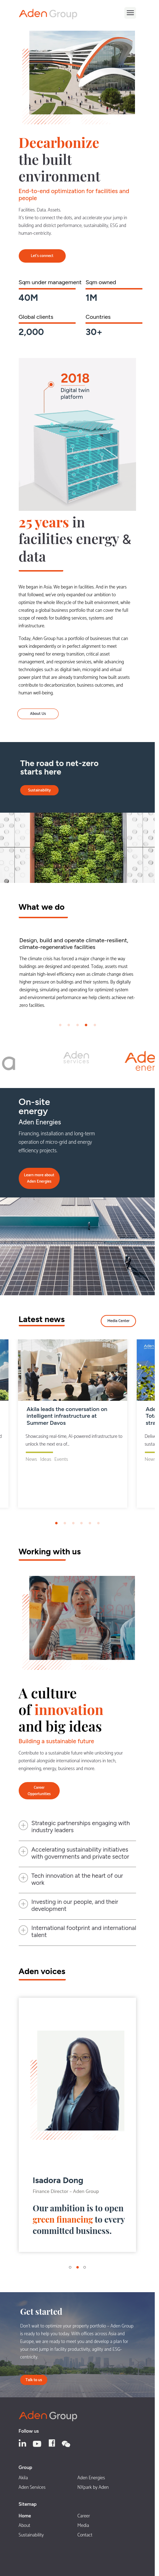 Aden Group
Decarbonize
the built
environment
End-to-end optimization for facilities and
people
Facilities. Data. Assets.
It's time to connect the dots, and accelerate your jump in
building and district performance, sustainability, ESG and
human-centricity.
Let's connect
Sqm under management
40M
Sqm owned
1M
Global clients
2,000
Countries
30+
2018
Digital twin
platform
25 years in
facilities energy &
data
We began in Asia. We began in facilities. And in the years
that followed, we've only expanded our ambition to
optimize the whole lifecycle of the built environment, while
creating a global business portfolio that can cover the full
scope of needs for building services, systems and
infrastructure.
Today, Aden Group has a portfolio of businesses that can
work independently or in perfect alignment to meet
growing need for energy transition, critical asset
management, and responsive services, while advancing
technologies such as digital twin, microgrid and virtual
power plants that are already transforming how built assets
contribute to decarbonization, business outcomes, and
human well-being.
About Us
The road to net-zero
starts here
Sustainability
What we do
Design, build and operate climate-resilient,
climate-regenerative facilities
The climate crisis has forced a major change in the way
buildings are designed and operated. Today, assets must
maintain high-level efficiency even as climate change places
higher pressures on buildings and their systems. By digitally
designing, simulating and operating for optimized system
and environmental performance we help clients achieve net-
zero facilities.
a
aden
services
Ade
ener
On-site
energy
Aden Energies
Financing, installation and long-term
operation of micro-grid and energy
efficiency projects.
Learn more about
Aden Energies
Latest news
Media Center
Akila leads the conversation on
intelligent infrastructure at
Summer Davos
Showcasing real-time, AI-powered infrastructure to
unlock the next era of...
News Ideas Events
Ade
Tot
stra
Deliv
susta
News
Working with us
A culture
of innovation
and big ideas
Building a sustainable future
Contribute to a sustainable future while unlocking your
potential alongside international innovators in tech,
engineering, energy, business and more.
Career
Opportunities
Strategic partnerships engaging with
industry leaders
Accelerating sustainability initiatives
with governments and private sector
Tech innovation at the heart of our
work
Investing in our people, and their
development
International footprint and international
talent
Aden voices
Isadora Dong
Finance Director – Aden Group
Our ambition is to open
green financing to every
committed business.
Get started
Don't wait to optimize your property portfolio – Aden Group
is ready to help you today. With offices across Asia and
Europe, we are ready to meet you and develop a plan for
your next jump in facility productivity, agility and ESG-
centricity.
Talk to us
Aden Group
Follow us
Group
Akila
Aden Energies
Aden Services
NXpark by Aden
Sitemap
Home
Career
About
Media
Sustainability
Contact